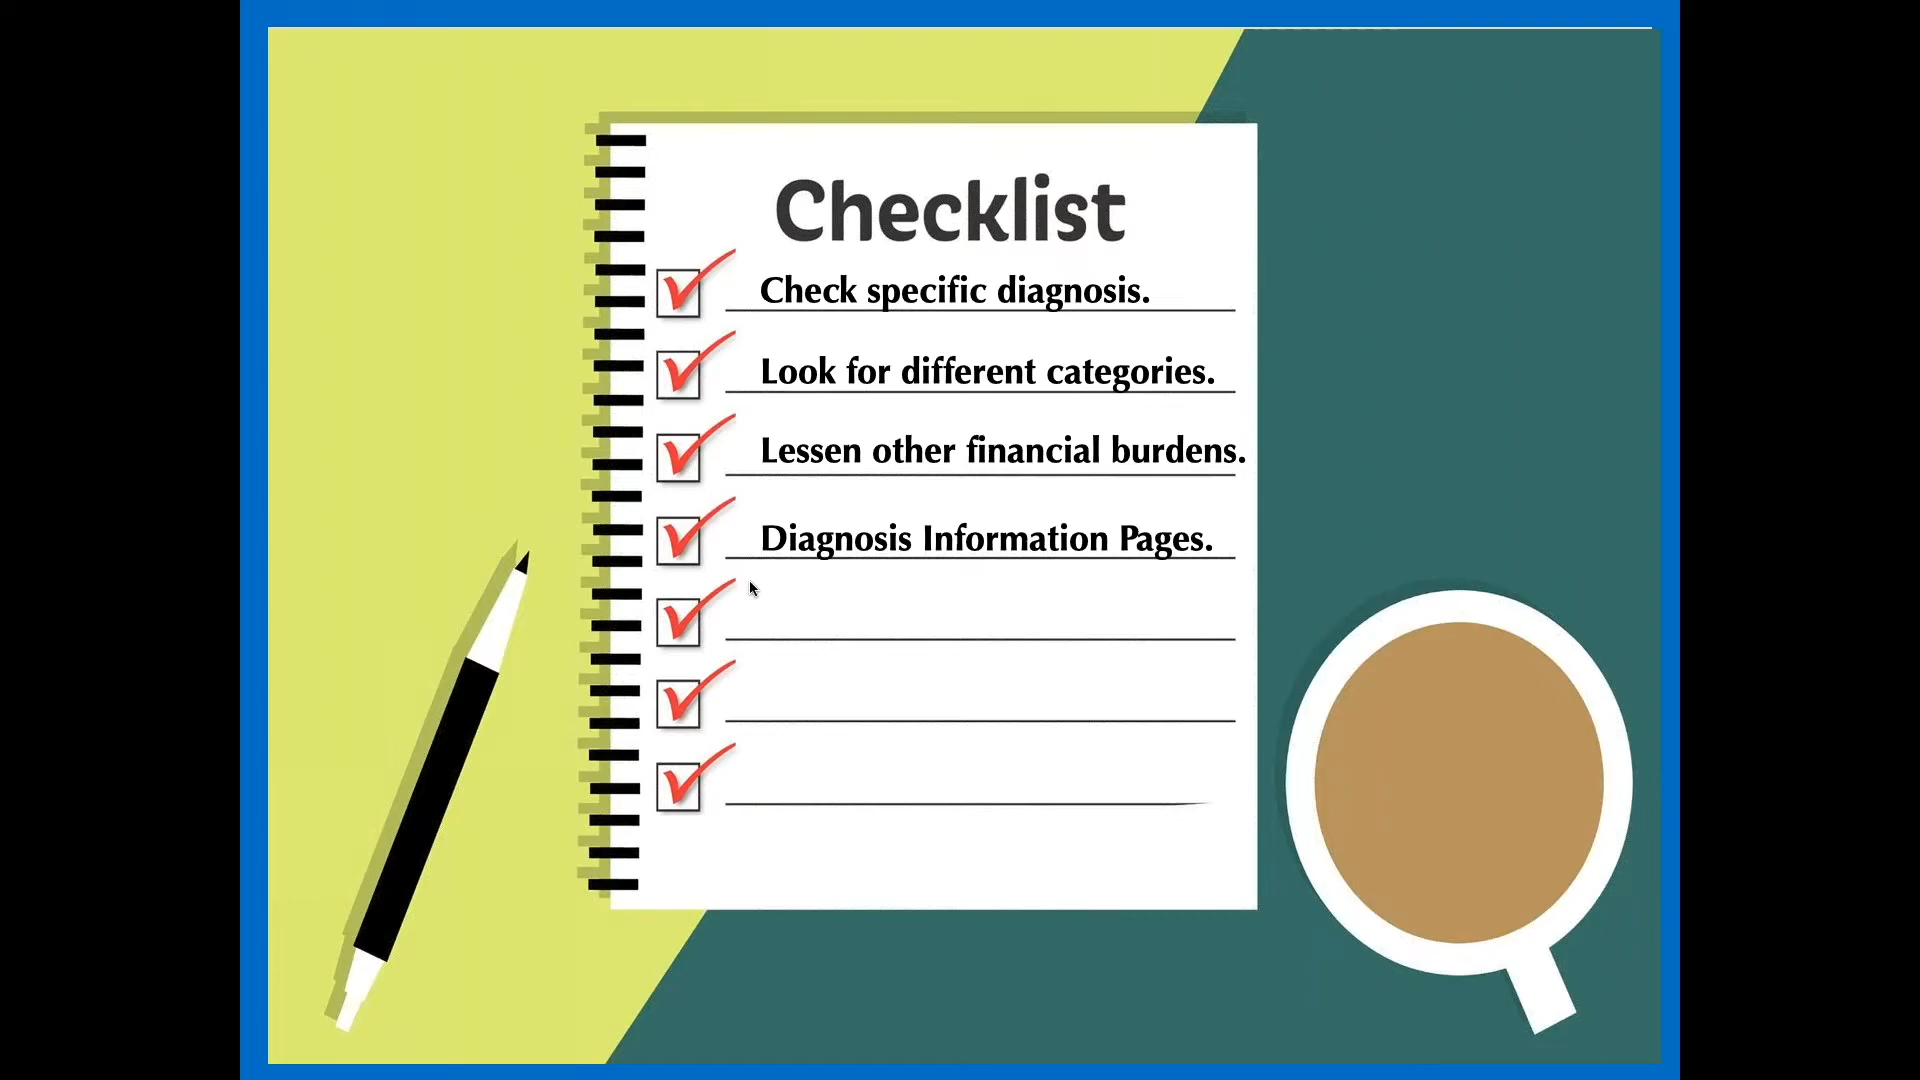 Checklist
Check specific diagnosis.
Look for different categories.
Lessen other financial burdens.
Diagnosis Information Pages.